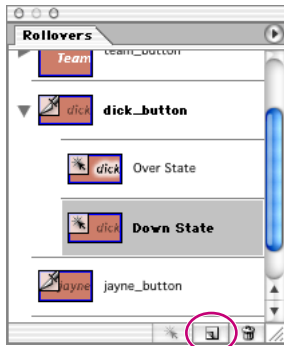 Rollovers
Team
team_button
dick
dick_button
dick
Over State
dick
Down State
jayne
jayne_button